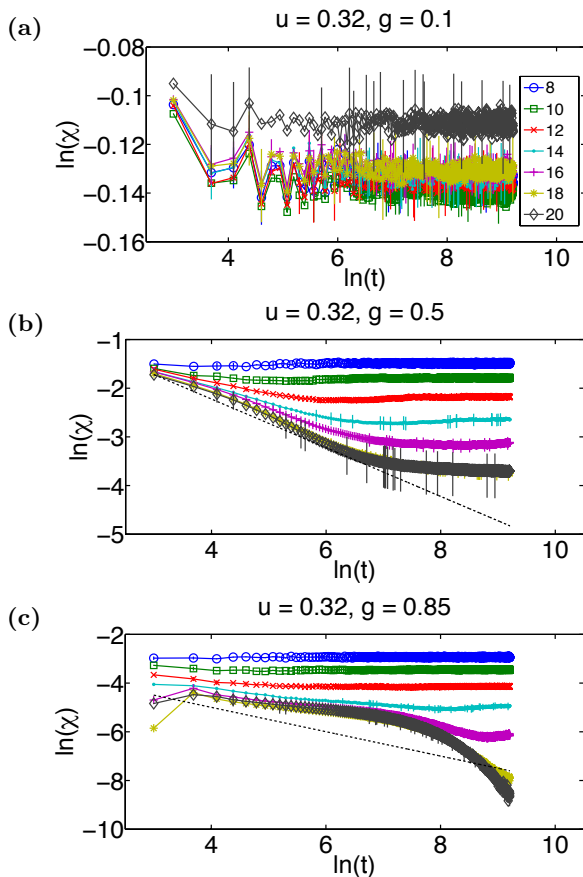 (a)
u = 0.32, g = 0.1
ln(χ)
−0.08
−0.1
−0.12
−0.14
−0.16
4
6
8
10
ln(t)
8
10
12
14
16
18
20
(b)
u = 0.32, g = 0.5
ln(χ)
−1
−2
−3
−4
−5
4
6
8
10
ln(t)
(c)
u = 0.32, g = 0.85
ln(χ)
−2
−4
−6
−8
−10
4
6
8
10
ln(t)